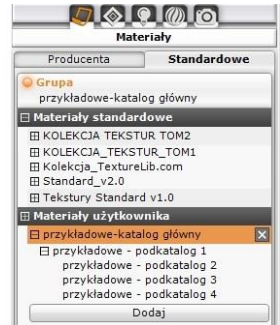 Materiały
Producenta Standardowe
Grupa
przykładowe-katalog główny
Materiały standardowe
KOLEKCJA TEKSTUR TOM2
KOLEKCJA_TEKSTUR_TOM1
Kolekcja_TextureLib.com
Standard_v2.0
Tekstury Standard v1.0
Materiały użytkownika
przykładowe-katalog główny
przykładowe - podkatalog 1
przykładowe - podkatalog 2
przykładowe - podkatalog 3
przykładowe - podkatalog 4
Dodaj